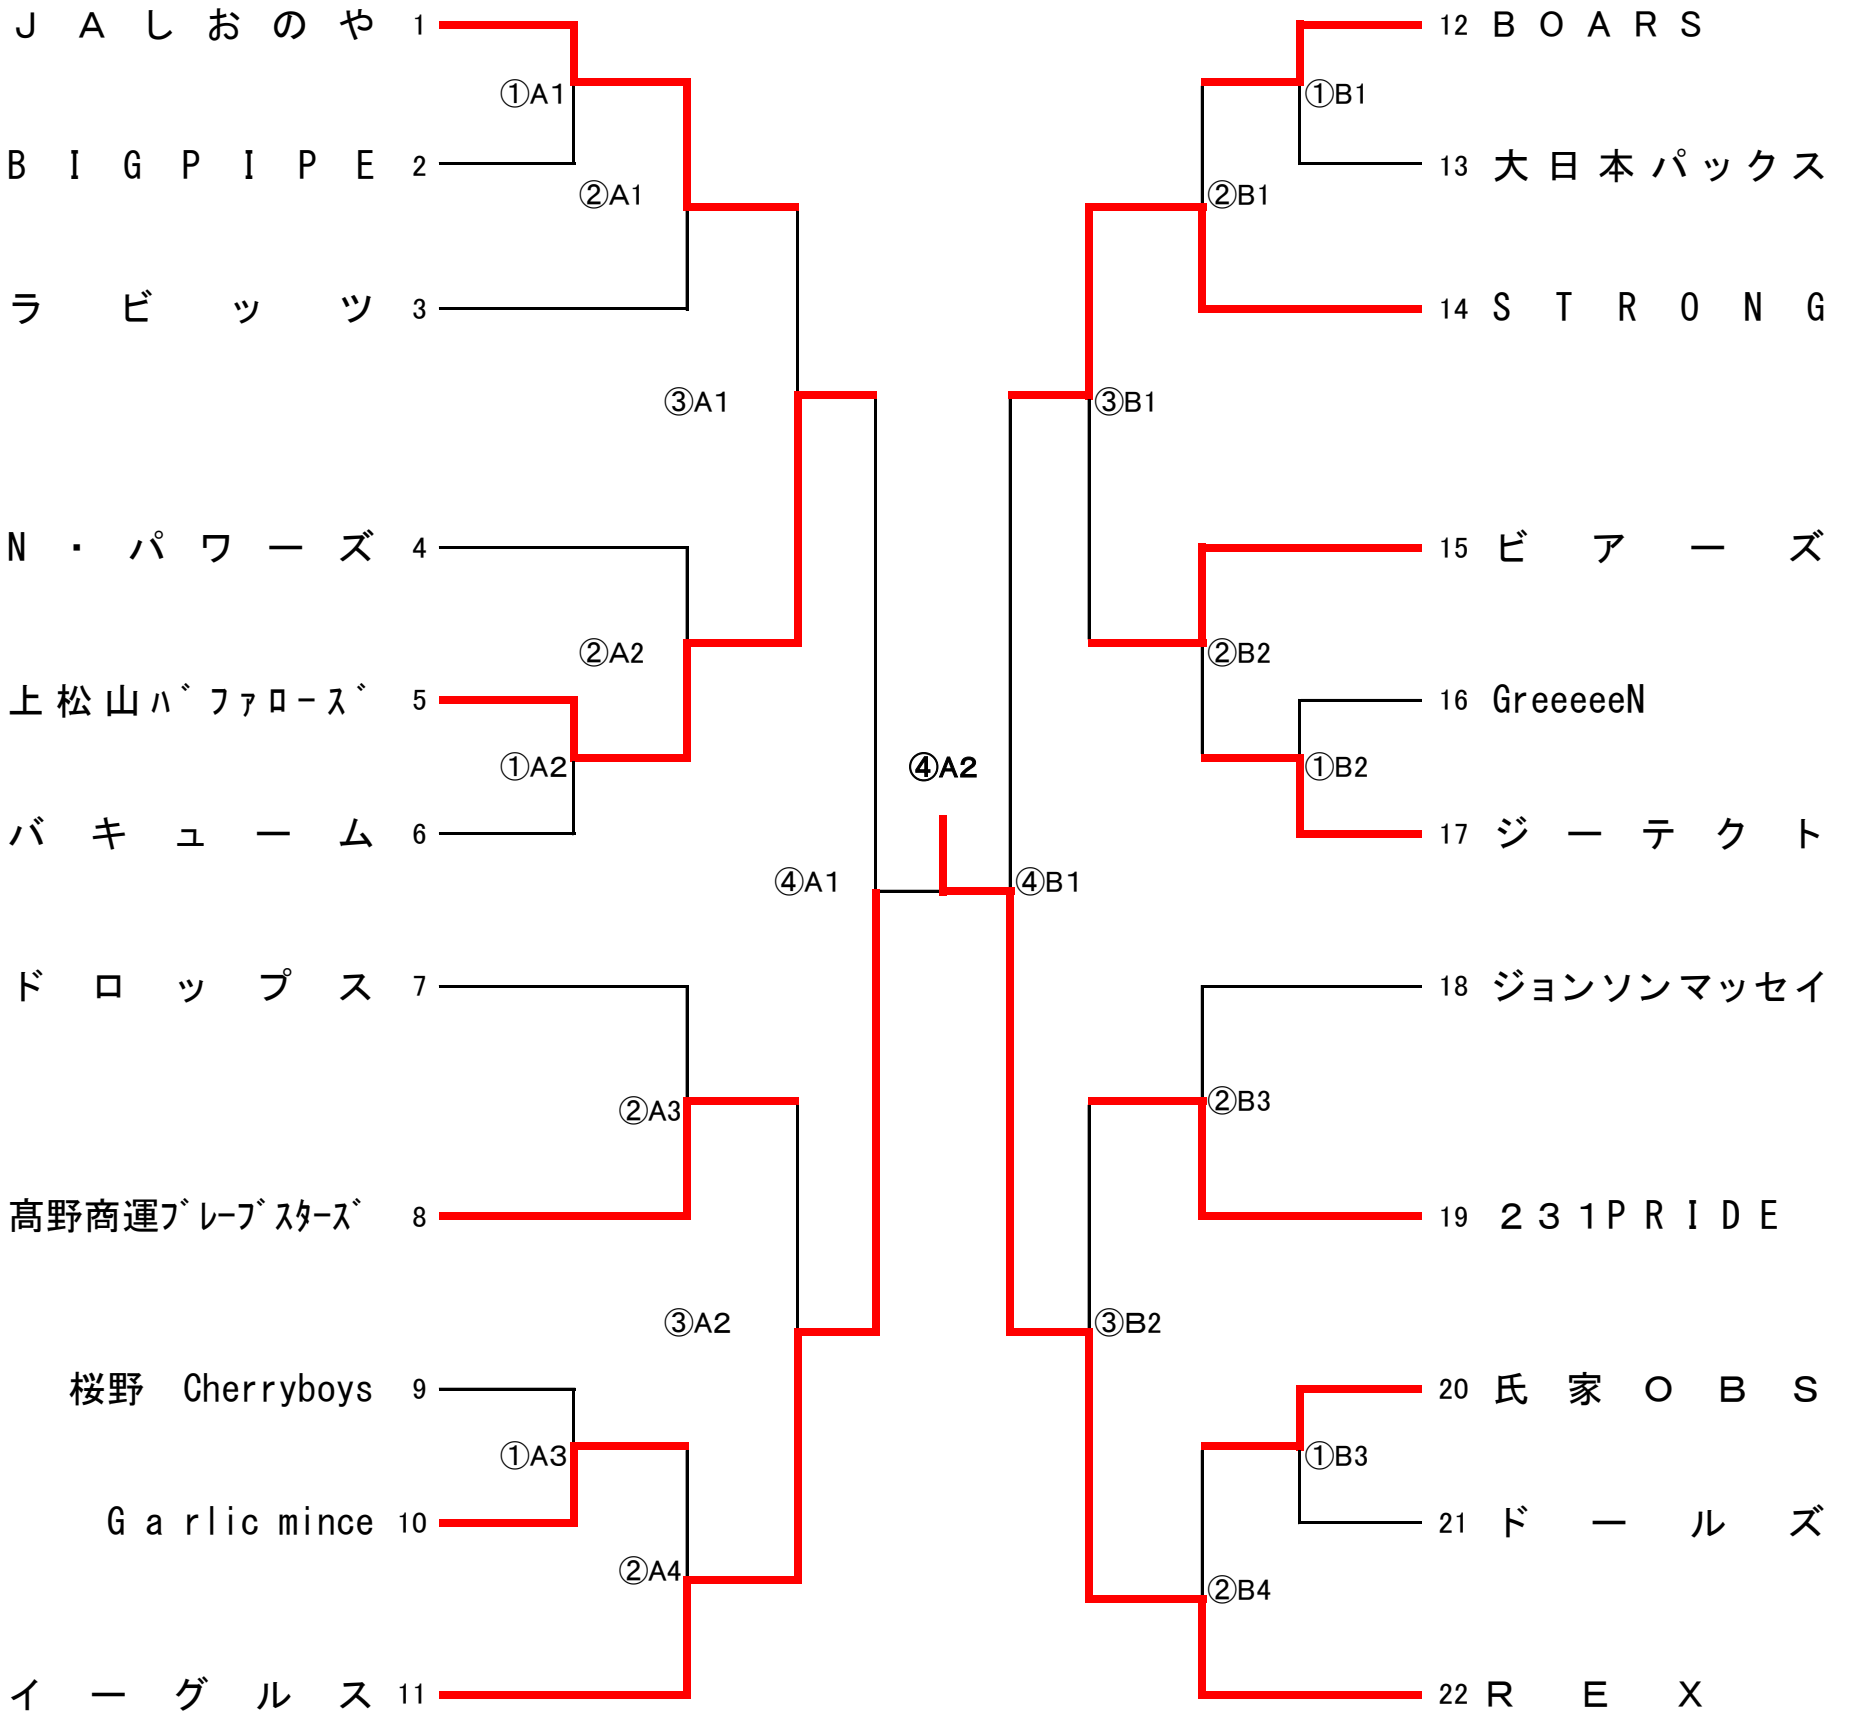 JAしおのや 1
①A1
BIGPIPE 2
②A1
ラビッツ 3
③A1
N・パワーズ 4
②A2
上松山ﾊﾞﾌｧﾛｰｽﾞ 5
①A2
バキューム 6
④A1
ドロップス 7
②A3
髙野商運ﾌﾞﾚｰﾌﾞｽﾀｰｽﾞ 8
③A2
桜野 Cherryboys 9
①A3
Garlic mince 10
②A4
イーグルス 11
④A2
12 BOARS
①B1
13 大日本パックス
②B1
14 STRONG
③B1
15 ビアーズ
②B2
16 GreeeeeN
①B2
17 ジーテクト
④B1
18 ジョンソンマッセイ
②B3
19 231PRIDE
③B2
20 氏家OBS
①B3
21 ドールズ
②B4
22 REX